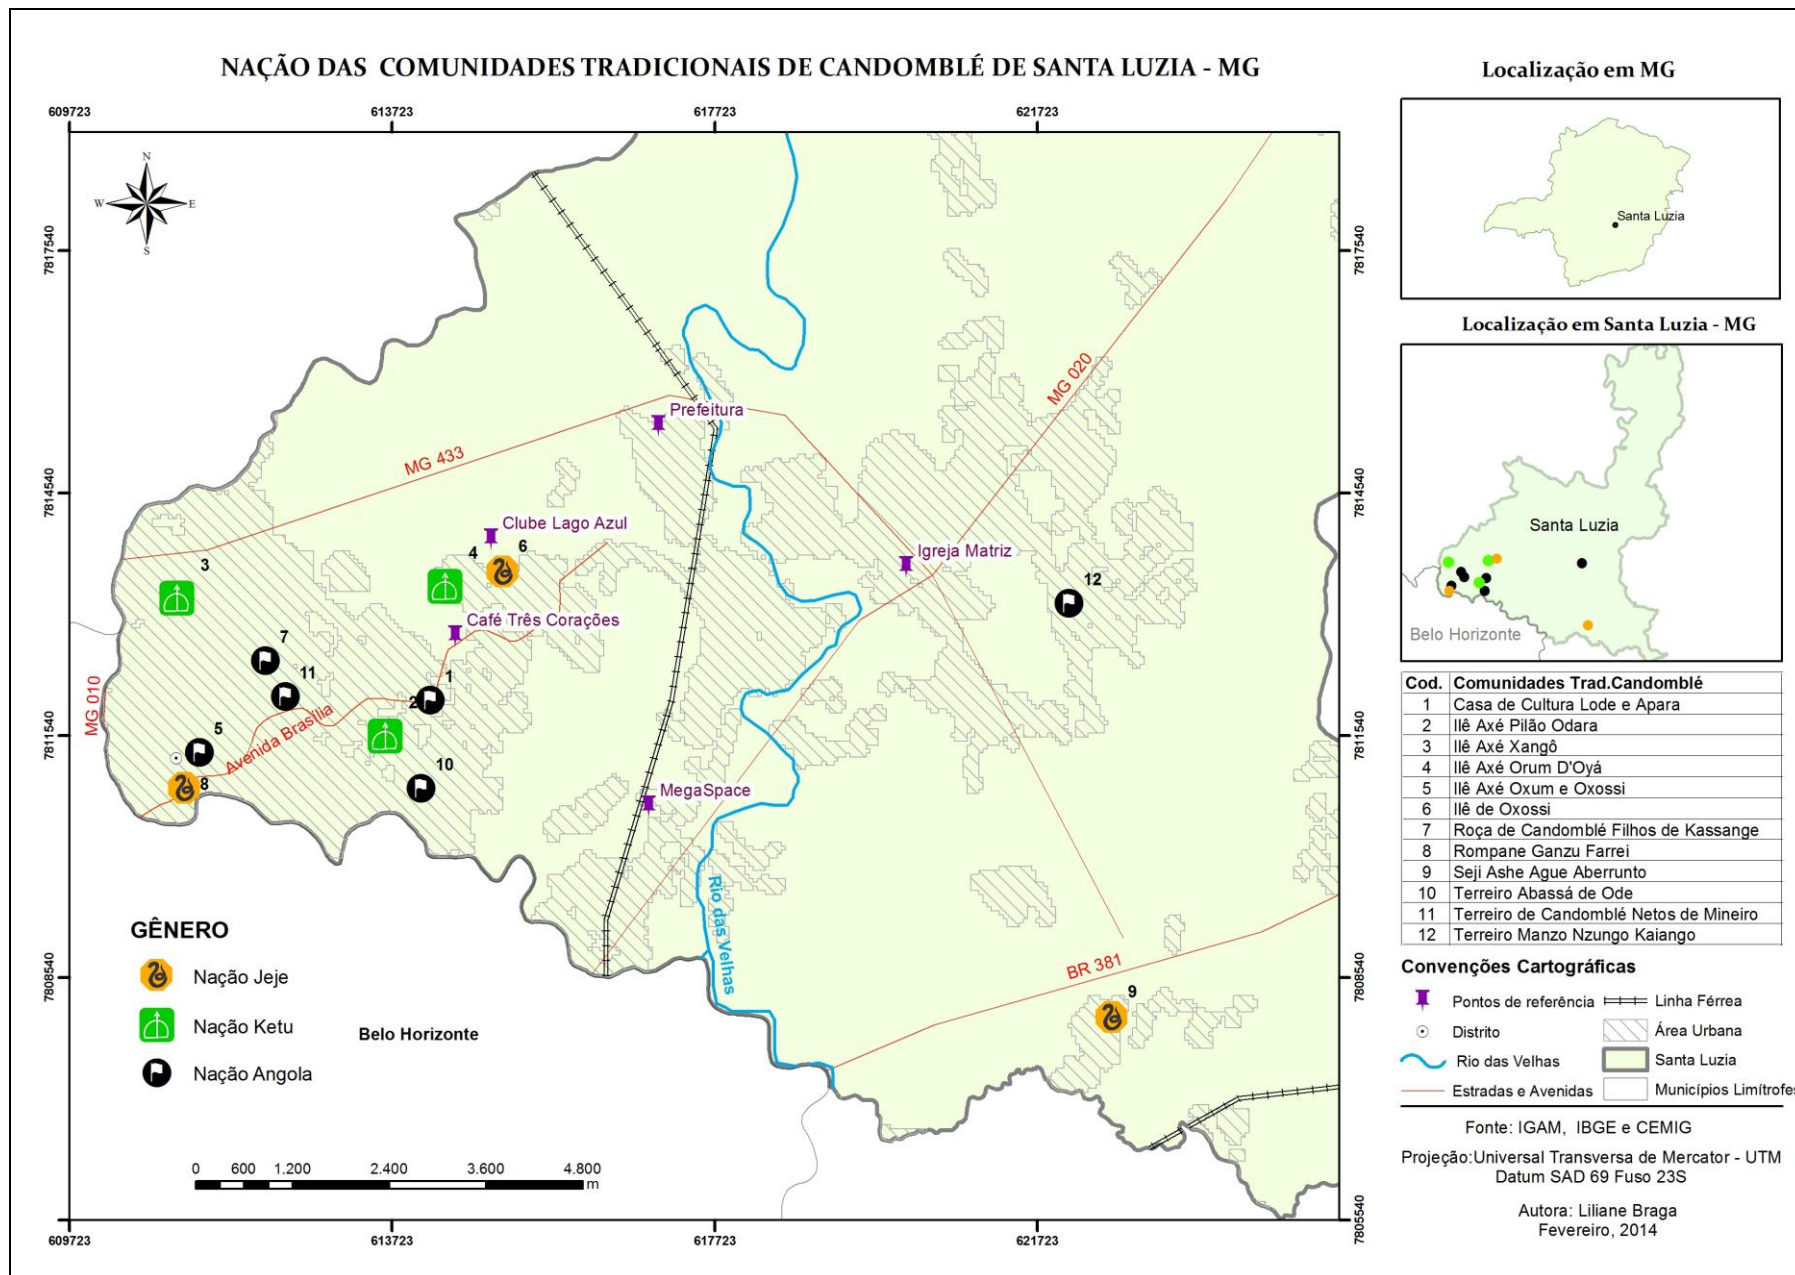 NAÇÃO DAS COMUNIDADES TRADICIONAIS DE CANDOMBLÉ DE SANTA LUZIA - MG
609723
613723
617723
621723
N
W
E
S
7817540
7817540
7814540
7814540
7811540
7811540
7808540
7808540
7805540
MG 020
MG 433
Prefeitura
Clube Lago Azul
Igreja Matriz
Café Três Corações
MG 010
Avenida Brasília
MegaSpace
Rio das Velhas
BR 381
3
4
6
12
7
11
1
2
5
8
10
9
GÊNERO
Nação Jeje
Nação Ketu
Nação Angola
Belo Horizonte
0 600 1.200 2.400 3.600 4.800
m
609723
613723
617723
621723
Localização em MG
Santa Luzia
Localização em Santa Luzia - MG
Santa Luzia
Belo Horizonte
Cod. Comunidades Trad.Candomblé
1 Casa de Cultura Lode e Apara
2 Ilê Axé Pilão Odara
3 Ilê Axé Xangô
4 Ilê Axé Orum D'Oyá
5 Ilê Axé Oxum e Oxossi
6 Ilê de Oxossi
7 Roça de Candomblé Filhos de Kassange
8 Rompane Ganzu Farrei
9 Seji Ashe Ague Aberrunto
10 Terreiro Abassá de Ode
11 Terreiro de Candomblé Netos de Mineiro
12 Terreiro Manzo Nzungo Kaiango
Convenções Cartográficas
Pontos de referência
Linha Férrea
Distrito
Área Urbana
Rio das Velhas
Santa Luzia
Estradas e Avenidas
Municípios Limítrofes
Fonte: IGAM, IBGE e CEMIG
Projeção:Universal Transversa de Mercator - UTM
Datum SAD 69 Fuso 23S
Autora: Liliane Braga
Fevereiro, 2014